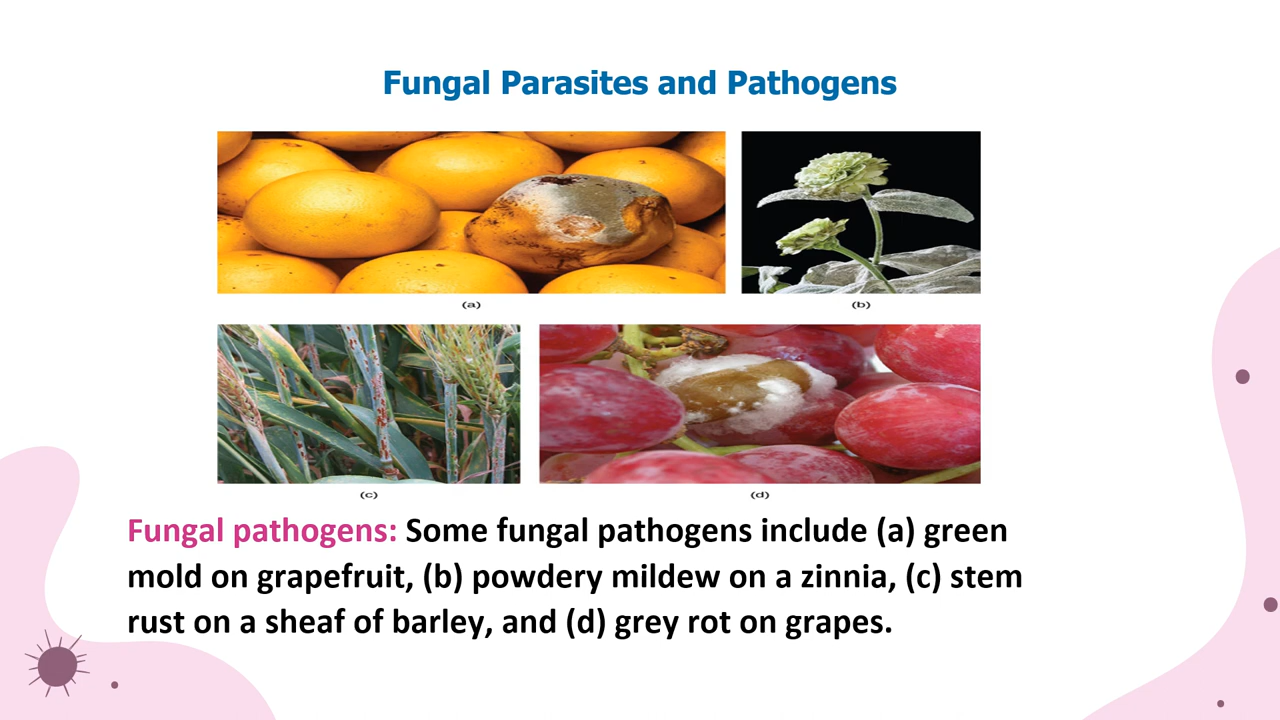 Fungal Parasites and Pathogens
(a)
(b)
(c)
(d)
Fungal pathogens: Some fungal pathogens include (a) green
mold on grapefruit, (b) powdery mildew on a zinnia, (c) stem
rust on a sheaf of barley, and (d) grey rot on grapes.